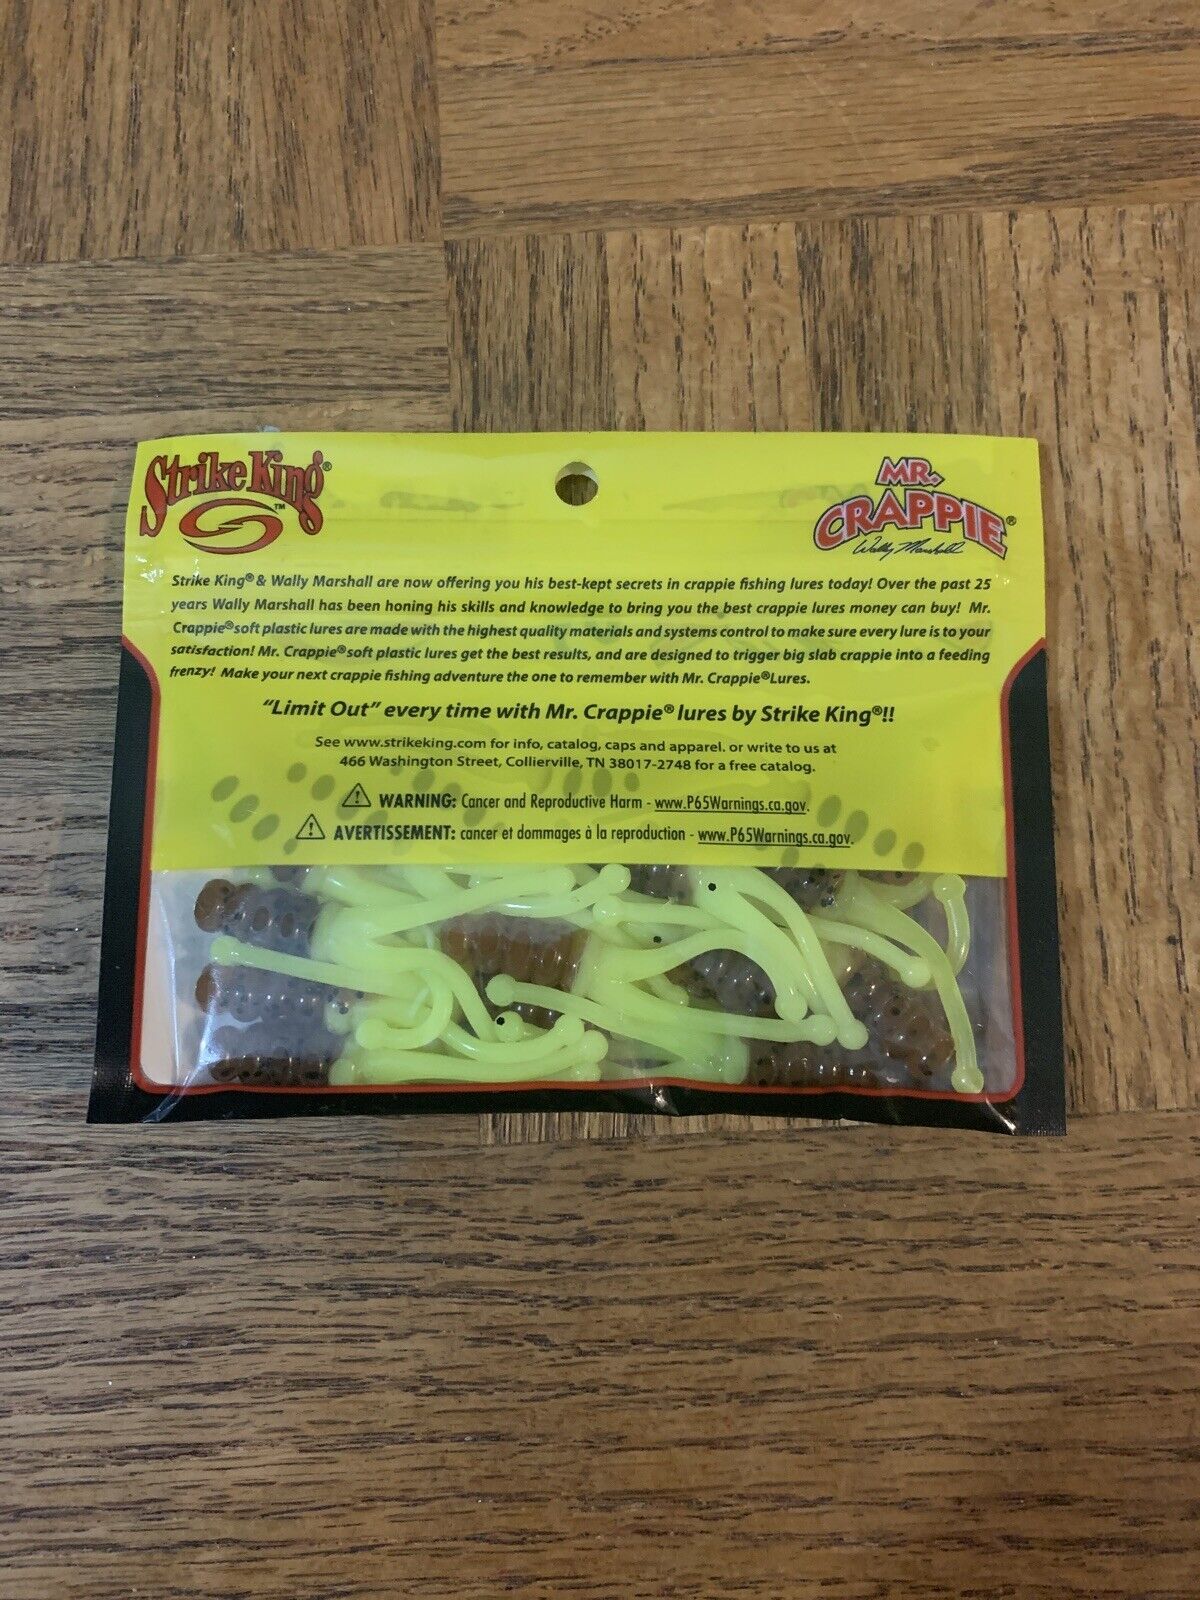 Strike King®
™
MR.
CRAPPIE®
Wally Marshall
Strike King® & Wally Marshall are now offering you his best-kept secrets in crappie fishing lures today! Over the past 25
years Wally Marshall has been honing his skills and knowledge to bring you the best crappie lures money can buy! Mr.
Crappie® soft plastic lures are made with the highest quality materials and systems control to make sure every lure is to your
satisfaction! Mr. Crappie® soft plastic lures get the best results, and are designed to trigger big slab crappie into a feeding
frenzy! Make your next crappie fishing adventure the one to remember with Mr. Crappie® Lures.
"Limit Out" every time with Mr. Crappie® lures by Strike King®!!
See www.strikeking.com for info, catalog, caps and apparel. or write to us at
466 Washington Street, Collierville, TN 38017-2748 for a free catalog.
⚠ WARNING: Cancer and Reproductive Harm - www.P65Warnings.ca.gov.
⚠ AVERTISSEMENT: cancer et dommages à la reproduction - www.P65Warnings.ca.gov.